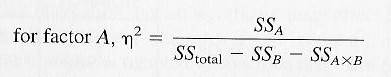 for factor A, η² = SS_A / (SS_total − SS_B − SS_A×B)